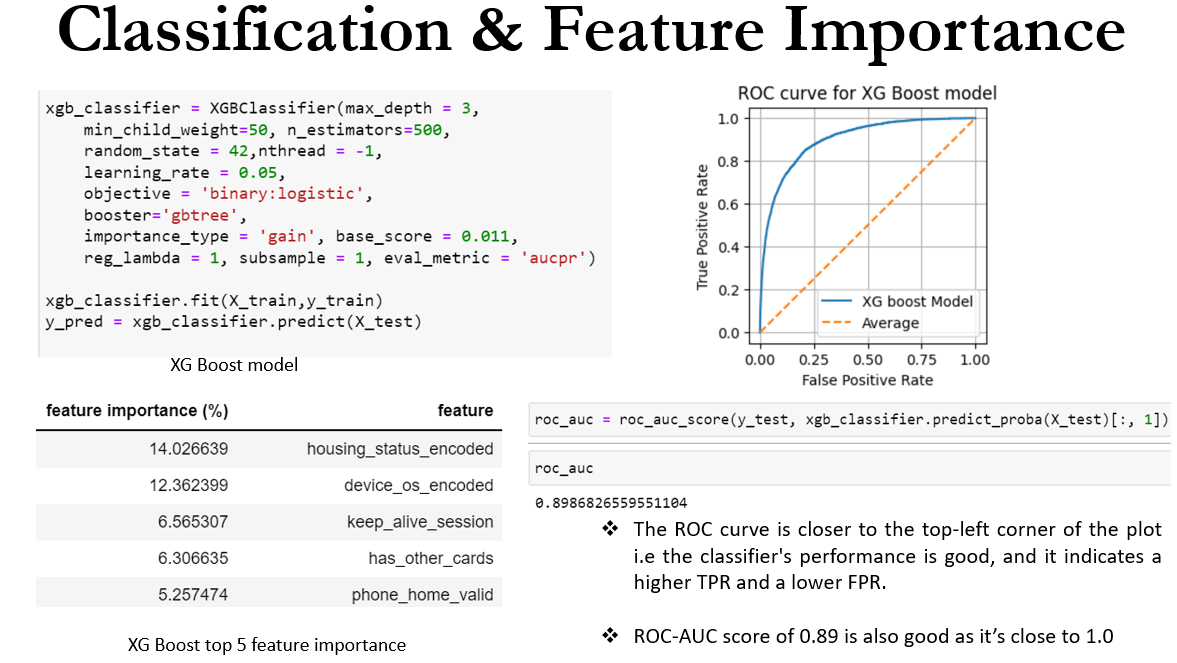 Classification & Feature Importance
xgb_classifier = XGBClassifier(max_depth = 3,
min_child_weight=50, n_estimators=500,
random_state = 42,nthread = -1,
learning_rate = 0.05,
objective = 'binary:logistic',
booster='gbtree',
importance_type = 'gain', base_score = 0.011,
reg_lambda = 1, subsample = 1, eval_metric = 'aucpr')
xgb_classifier.fit(X_train,y_train)
y_pred = xgb_classifier.predict(X_test)
XG Boost model
ROC curve for XG Boost model
True Positive Rate
1.0
0.8
0.6
0.4
0.2
0.0
XG boost Model
Average
0.00 0.25 0.50 0.75 1.00
False Positive Rate
feature importance (%) feature
14.026639 housing_status_encoded
12.362399 device_os_encoded
6.565307 keep_alive_session
6.306635 has_other_cards
5.257474 phone_home_valid
XG Boost top 5 feature importance
roc_auc = roc_auc_score(y_test, xgb_classifier.predict_proba(X_test)[:, 1])
roc_auc
0.8986826559551104
❖ The ROC curve is closer to the top-left corner of the plot
i.e the classifier's performance is good, and it indicates a
higher TPR and a lower FPR.
❖ ROC-AUC score of 0.89 is also good as it’s close to 1.0